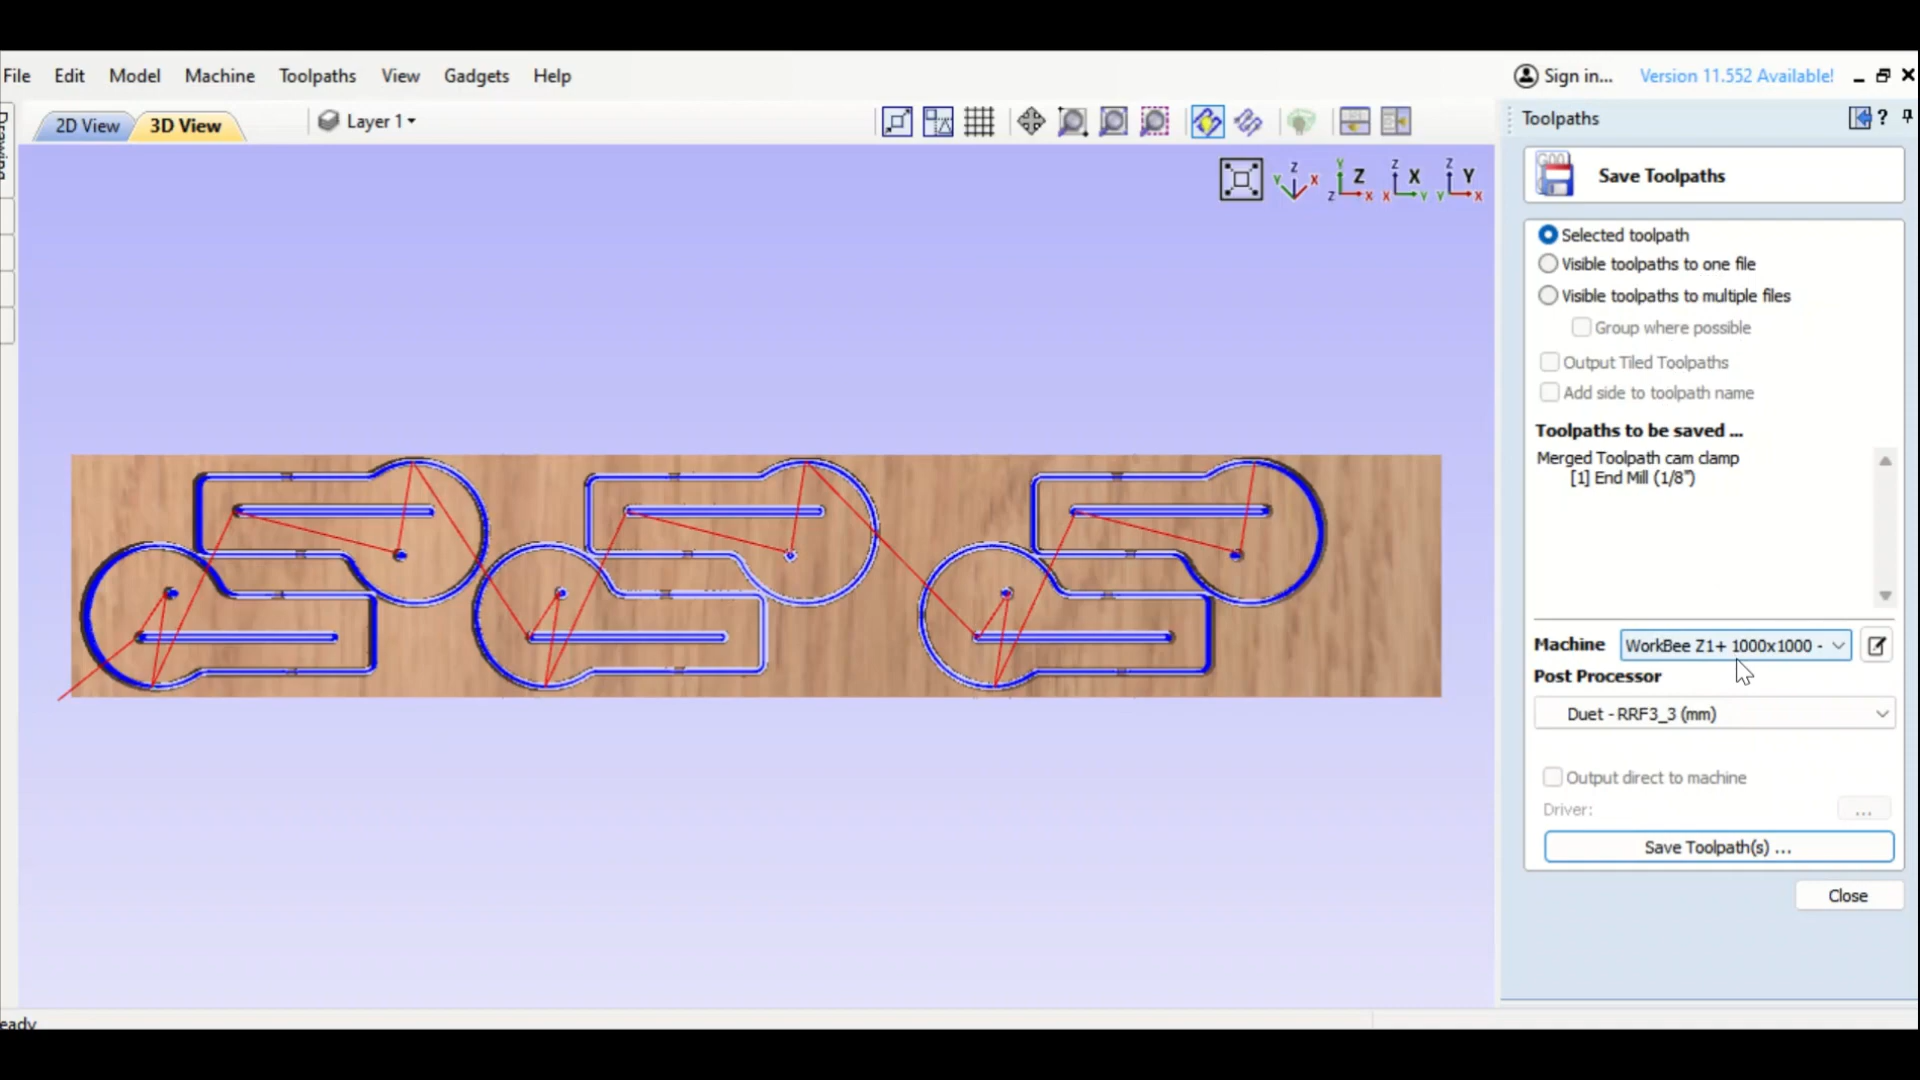 File Edit Model Machine Toolpaths View Gadgets Help
Sign in... Version 11.552 Available!
2D View 3D View Layer 1
Toolpaths ?
Drawing
Z Y X
Y Z Z X
Z X X Y
Z Y Y X
G00
Save Toolpaths
Selected toolpath
Visible toolpaths to one file
Visible toolpaths to multiple files
Group where possible
Output Tiled Toolpaths
Add side to toolpath name
Toolpaths to be saved ...
Merged Toolpath cam clamp
[1] End Mill (1/8")
Machine WorkBee Z1+ 1000x1000 -
Post Processor
Duet - RRF3_3 (mm)
Output direct to machine
Driver: ...
Save Toolpath(s) ...
Close
eady